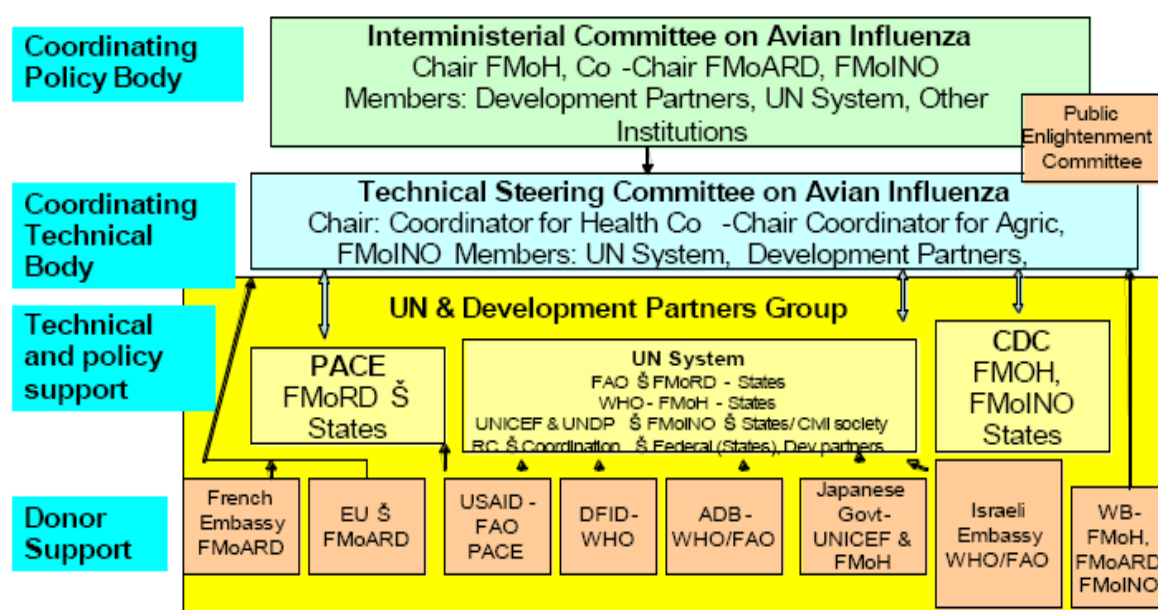 Coordinating
Policy Body
Interministerial Committee on Avian Influenza
Chair FMoH, Co -Chair FMoARD, FMoINO
Members: Development Partners, UN System, Other
Institutions
Public
Enlightenment
Committee
Coordinating
Technical
Body
Technical Steering Committee on Avian Influenza
Chair: Coordinator for Health Co -Chair Coordinator for Agric,
FMoINO Members: UN System, Development Partners,
Technical
and policy
support
UN & Development Partners Group
PACE
FMoRD Š
States
UN System
FAO Š FMoRD - States
WHO - FMoH - States
UNICEF & UNDP Š FMoINO Š States/ Civil society
RC Š Coordination Š Federal (States), Dev partners
CDC
FMOH,
FMoINO
States
Donor
Support
French
Embassy
FMoARD
EU Š
FMoARD
USAID -
FAO
PACE
DFID-
WHO
ADB -
WHO/FAO
Japanese
Govt-
UNICEF &
FMoH
Israeli
Embassy
WHO/FAO
WB-
FMoH,
FMoARD
FMoINO